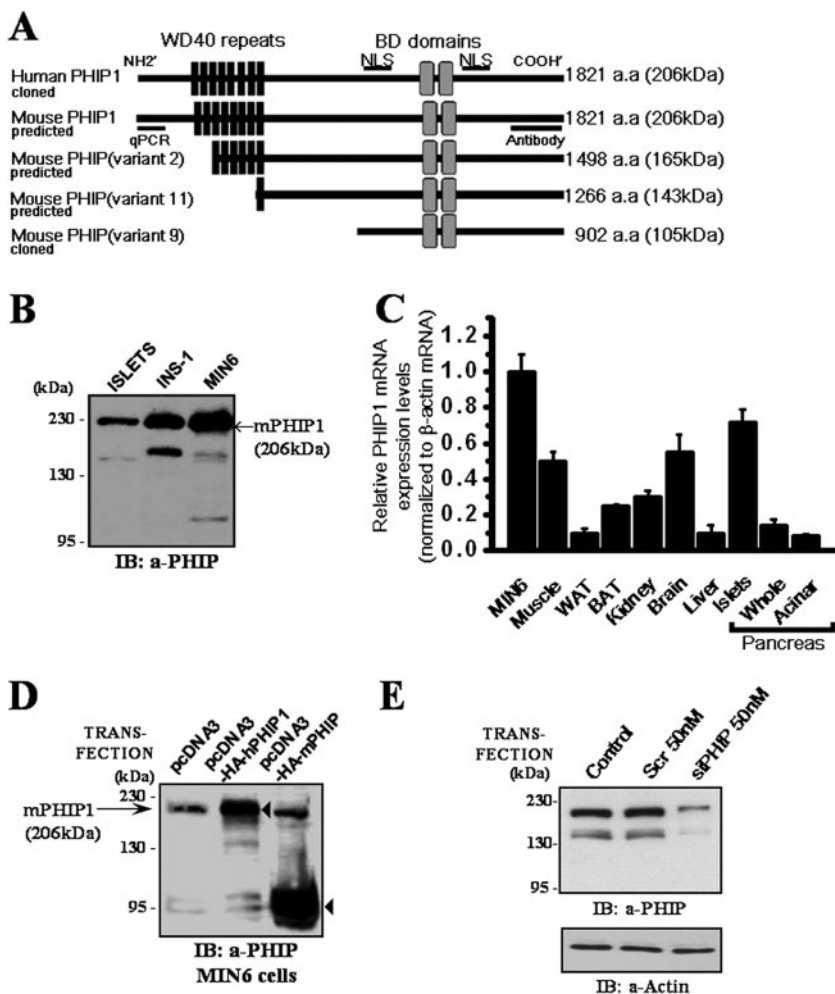 A
WD40 repeats
BD domains
NH2'
NLS
NLS
COOH'
Human PHIP1
cloned
1821 a.a (206kDa)
Mouse PHIP1
predicted
1821 a.a (206kDa)
qPCR
Antibody
Mouse PHIP(variant 2)
predicted
1498 a.a (165kDa)
Mouse PHIP(variant 11)
predicted
1266 a.a (143kDa)
Mouse PHIP(variant 9)
cloned
902 a.a (105kDa)
B
ISLETS
INS-1
MIN6
(kDa)
230 -
130 -
95 -
mPHIP1
(206kDa)
IB: a-PHIP
C
Relative PHIP1 mRNA
expression levels
(normalized to β-actin mRNA)
1.2
1.0
0.8
0.6
0.4
0.2
0.0
MIN6
Muscle
WAT
BAT
Kidney
Brain
Liver
Islets
Whole
Acinar
Pancreas
D
TRANS-
FECTION
(kDa)
pcDNA3
pcDNA3
-HA-hPHIP1
pcDNA3
-HA-mPHIP
mPHIP1
(206kDa)
230 -
130 -
95 -
IB: a-PHIP
MIN6 cells
E
TRANS-
FECTION
(kDa)
Control
Scr 50nM
siPHIP 50nM
230-
130-
95 -
IB: a-PHIP
IB: a-Actin